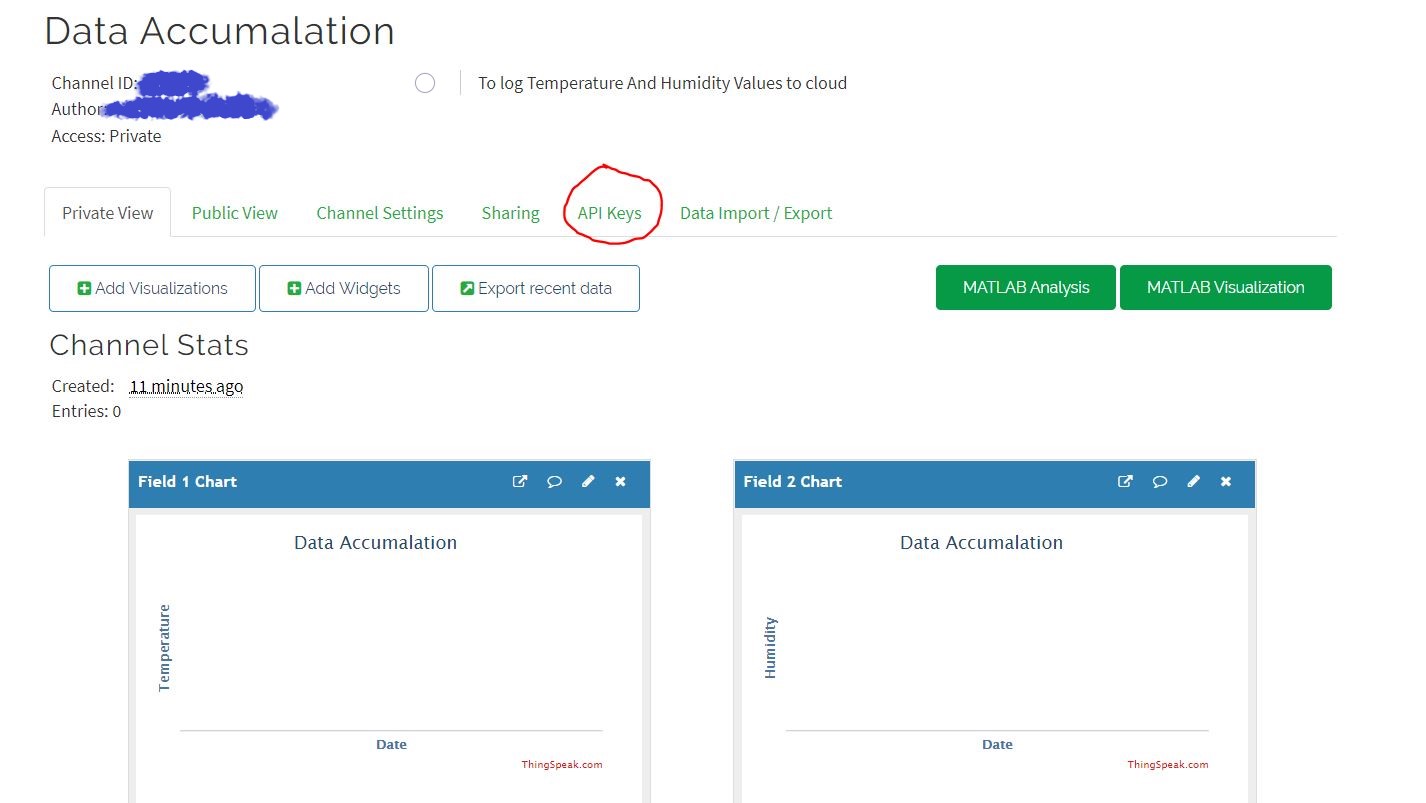 Data Accumalation
Channel ID:
To log Temperature And Humidity Values to cloud
Author
Access: Private
Private View Public View Channel Settings Sharing API Keys Data Import / Export
Add Visualizations Add Widgets Export recent data MATLAB Analysis MATLAB Visualization
Channel Stats
Created: 11 minutes ago
Entries: 0
Field 1 Chart
Data Accumalation
Temperature
Date
ThingSpeak.com
Field 2 Chart
Data Accumalation
Humidity
Date
ThingSpeak.com